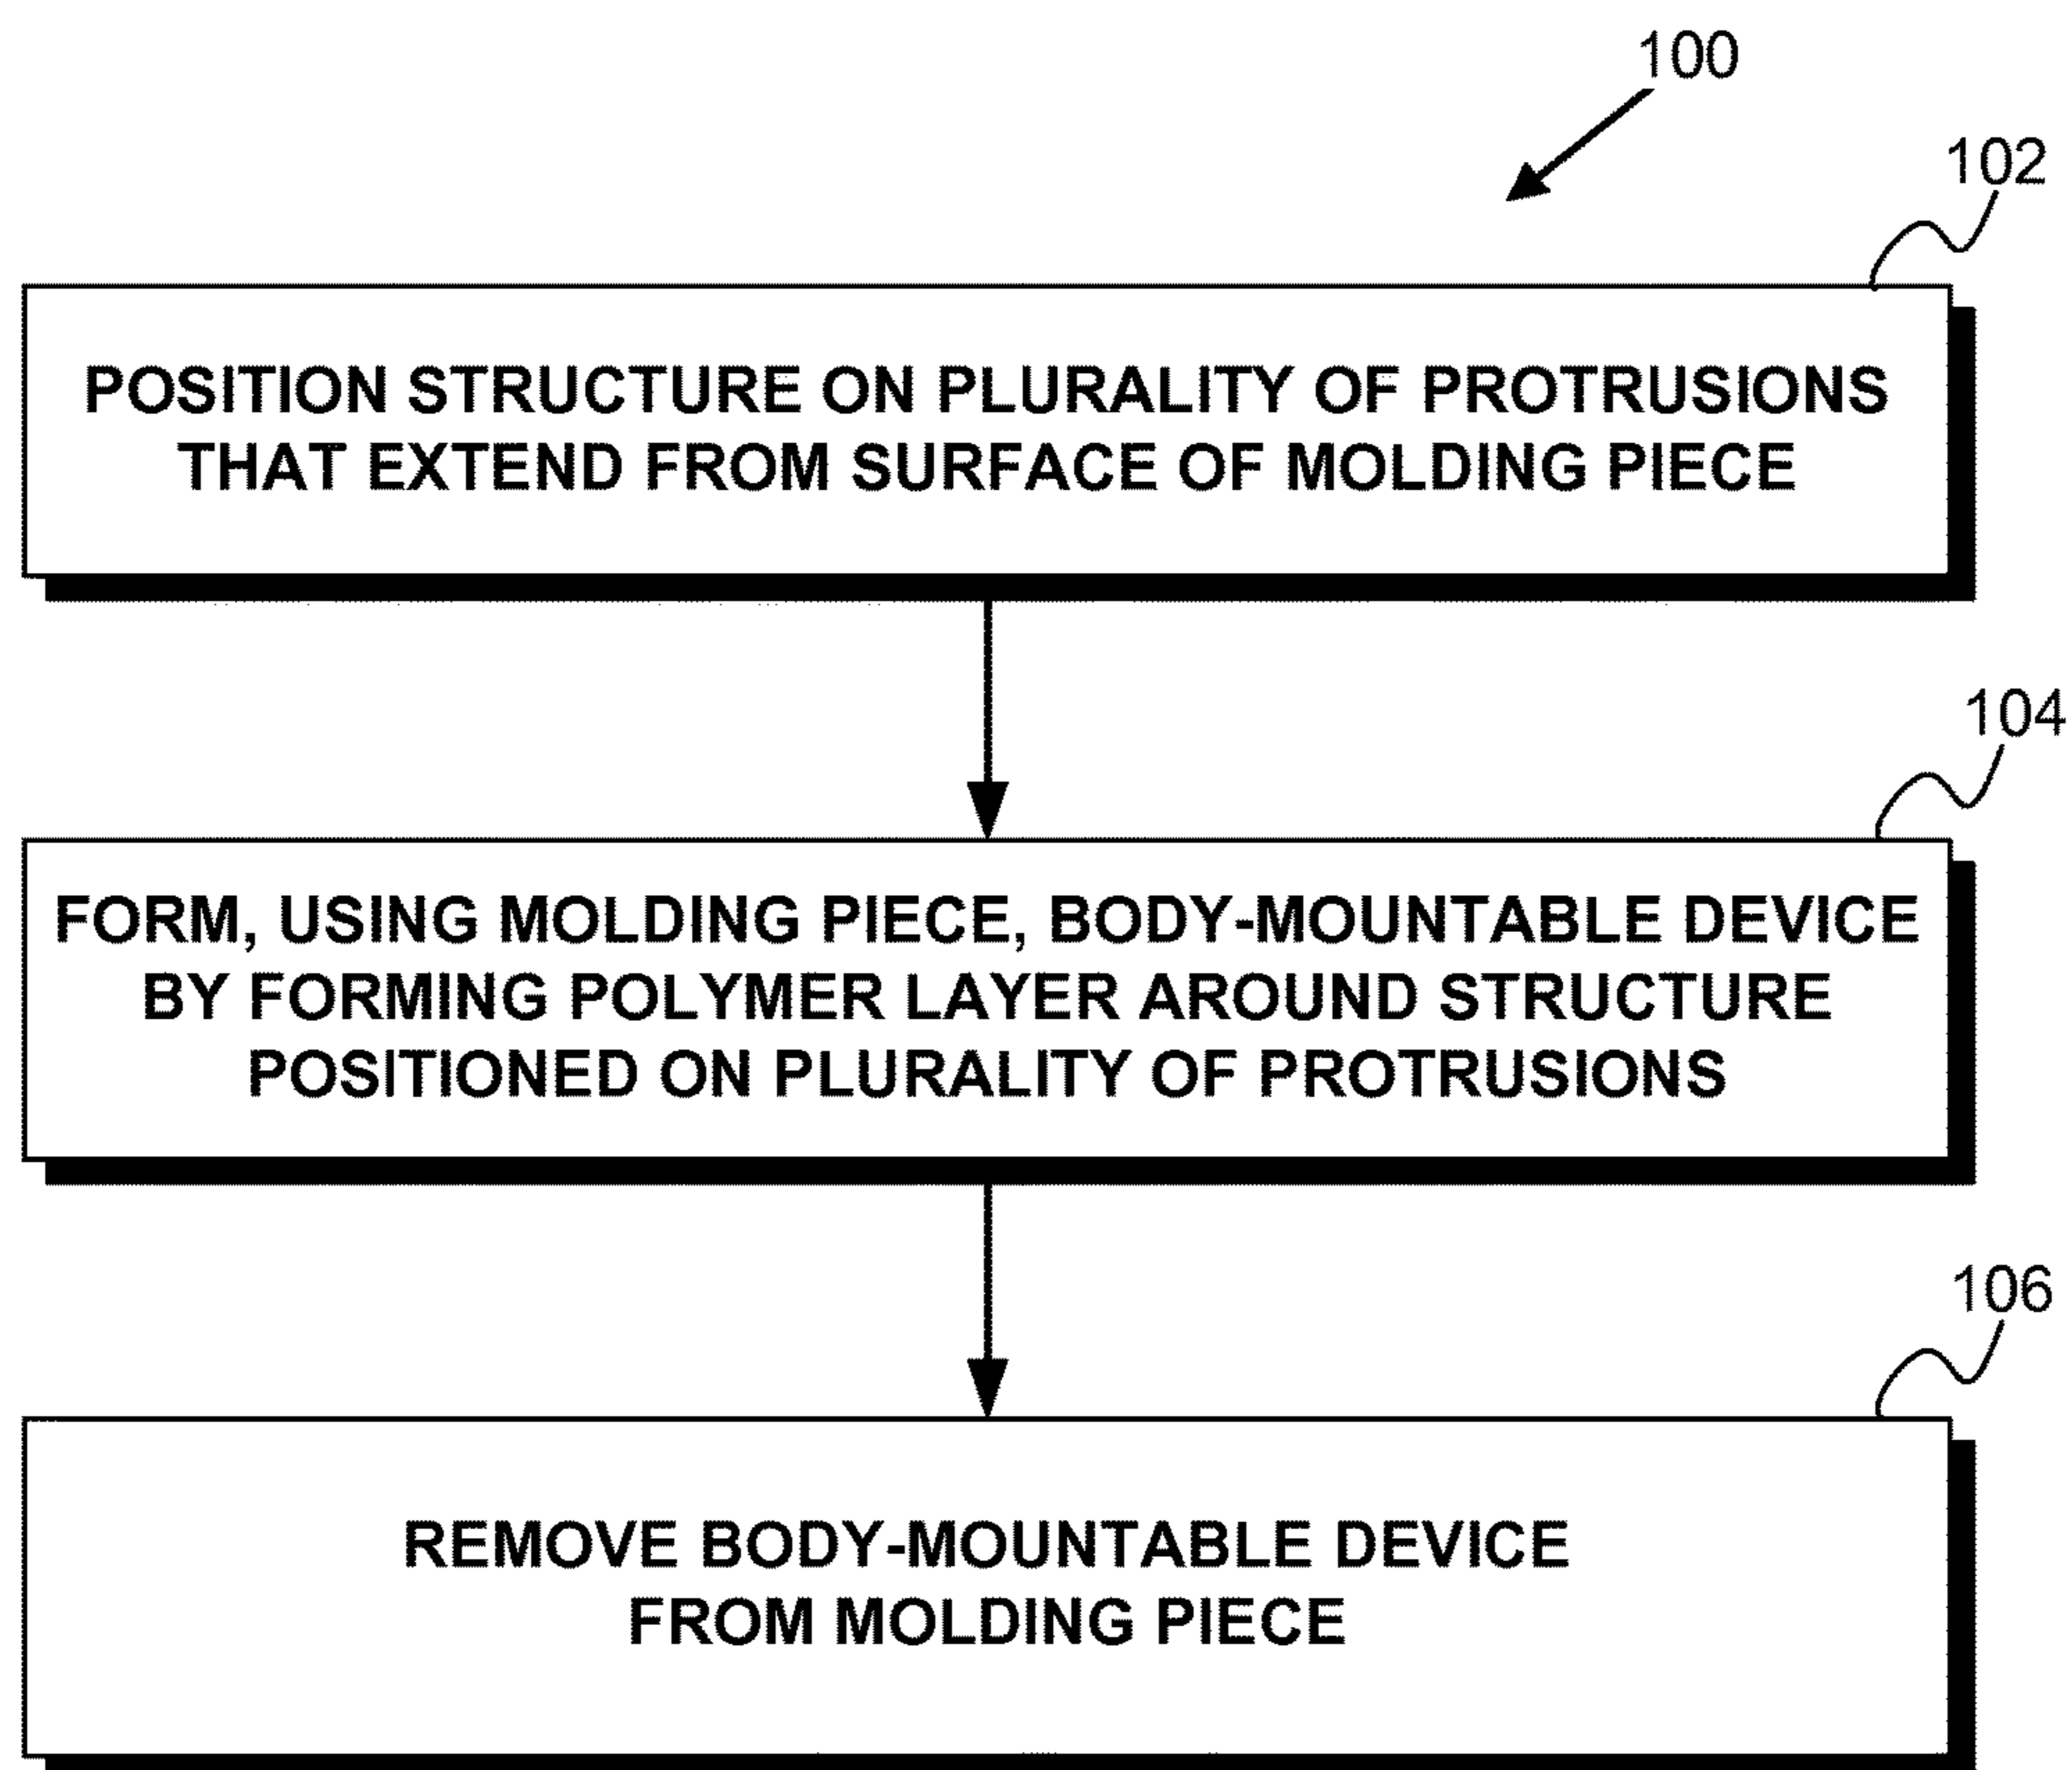 100
102
POSITION STRUCTURE ON PLURALITY OF PROTRUSIONS
THAT EXTEND FROM SURFACE OF MOLDING PIECE
104
FORM, USING MOLDING PIECE, BODY-MOUNTABLE DEVICE
BY FORMING POLYMER LAYER AROUND STRUCTURE
POSITIONED ON PLURALITY OF PROTRUSIONS
106
REMOVE BODY-MOUNTABLE DEVICE
FROM MOLDING PIECE